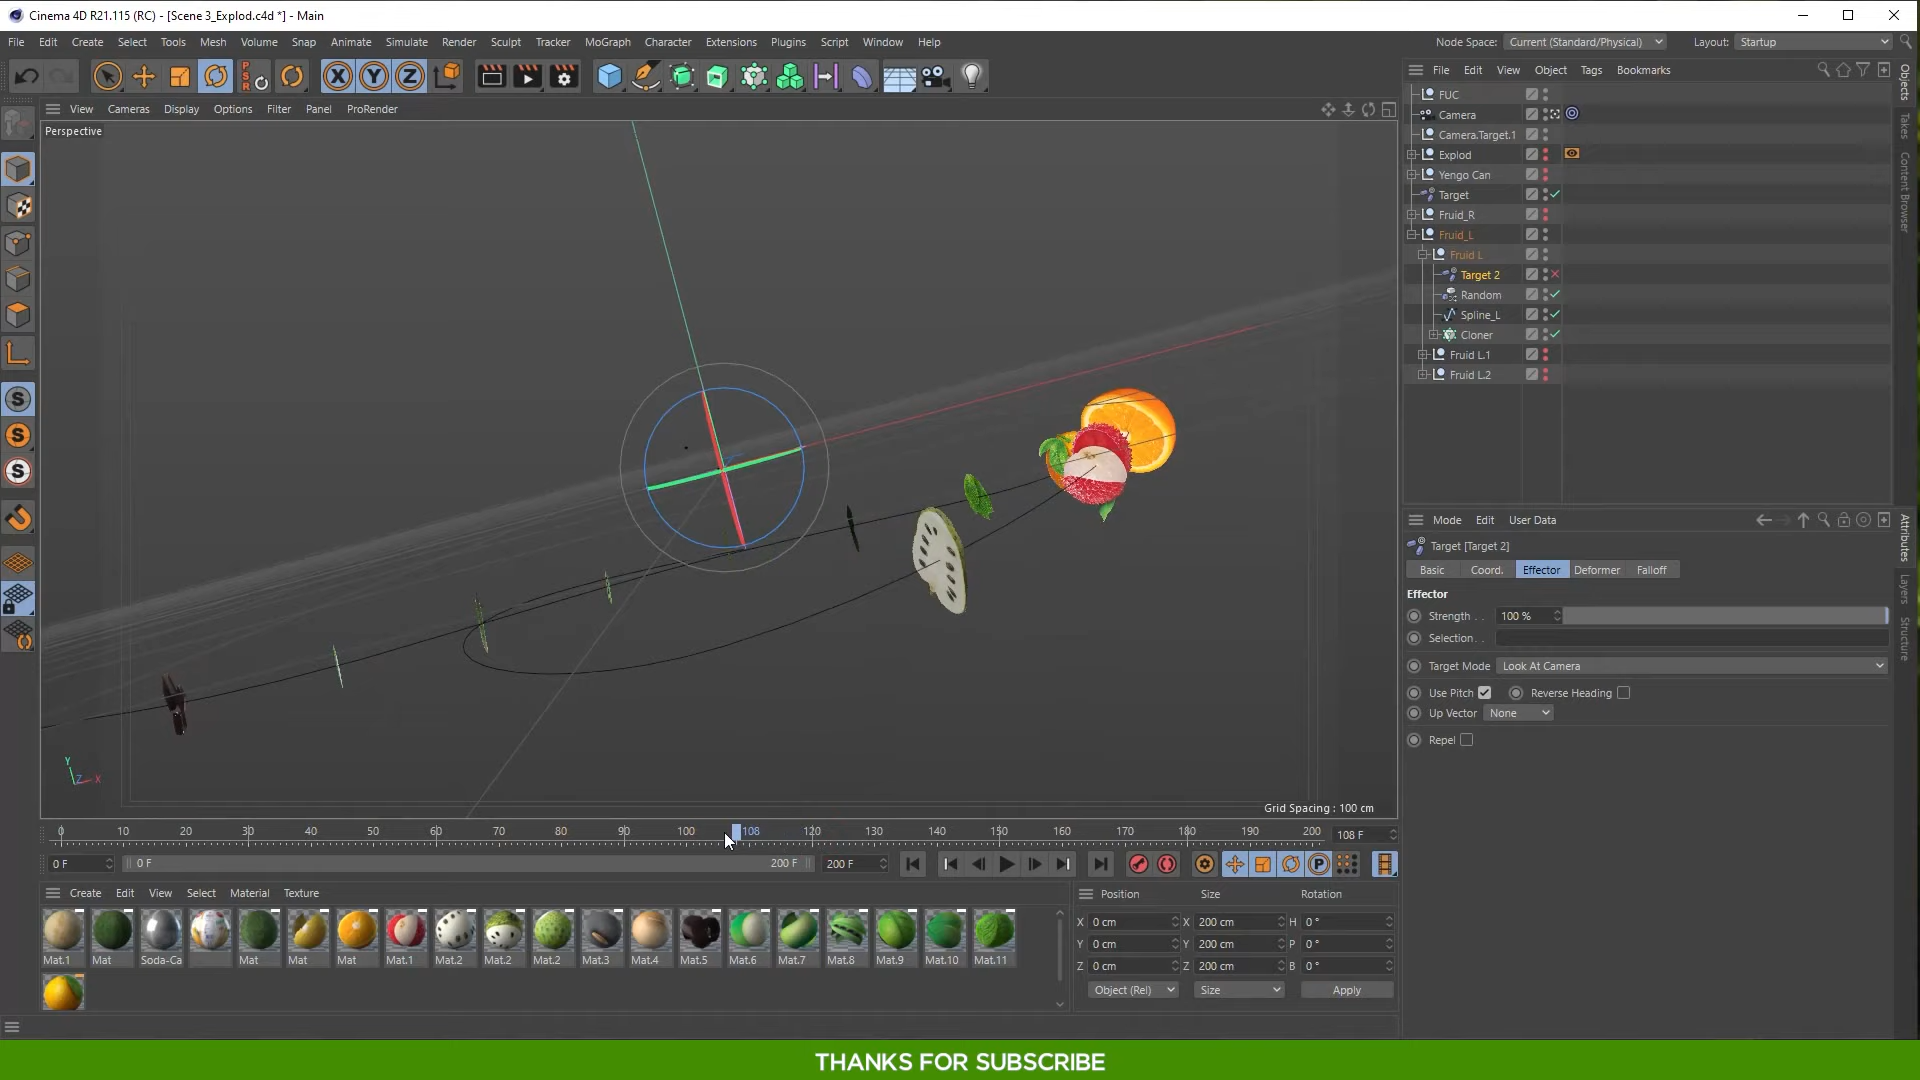 Cinema 4D R21.115 (RC) - [Scene 3_Explod.c4d *] - Main
File Edit Create Select Tools Mesh Volume Snap Animate Simulate Render Sculpt Tracker MoGraph Character Extensions Plugins Script Window Help
Node Space: Current (Standard/Physical) Layout: Startup
PSR X Y Z
File Edit View Object Tags Bookmarks
View Cameras Display Options Filter Panel ProRender
Perspective
FUC
Camera
Camera.Target.1
Explod
Yengo Can
Target
Fruid_R
Fruid_L
Fruid L
Target 2
Random
Spline_L
Cloner
Fruid L.1
Fruid L.2
Objects
Takes
Content Browser
S
S
S
Y
Z X
Grid Spacing : 100 cm
Mode Edit User Data
Target [Target 2]
Basic Coord. Effector Deformer Falloff
Effector
Strength . . 100 %
Selection .
Target Mode Look At Camera
Use Pitch Reverse Heading
Up Vector None
Repel
Attributes
Layers
Structure
0 10 20 30 40 50 60 70 80 90 100 108 120 130 140 150 160 170 180 190 200 108 F
0 F 0 F 200 F 200 F P
Create Edit View Select Material Texture
Mat.1 Mat Soda-Ca Mat Mat Mat Mat.1 Mat.2 Mat.2 Mat.2 Mat.3 Mat.4 Mat.5 Mat.6 Mat.7 Mat.8 Mat.9 Mat.10 Mat.11
Position Size Rotation
X 0 cm X 200 cm H 0 °
Y 0 cm Y 200 cm P 0 °
Z 0 cm Z 200 cm B 0 °
Object (Rel) Size Apply
THANKS FOR SUBSCRIBE